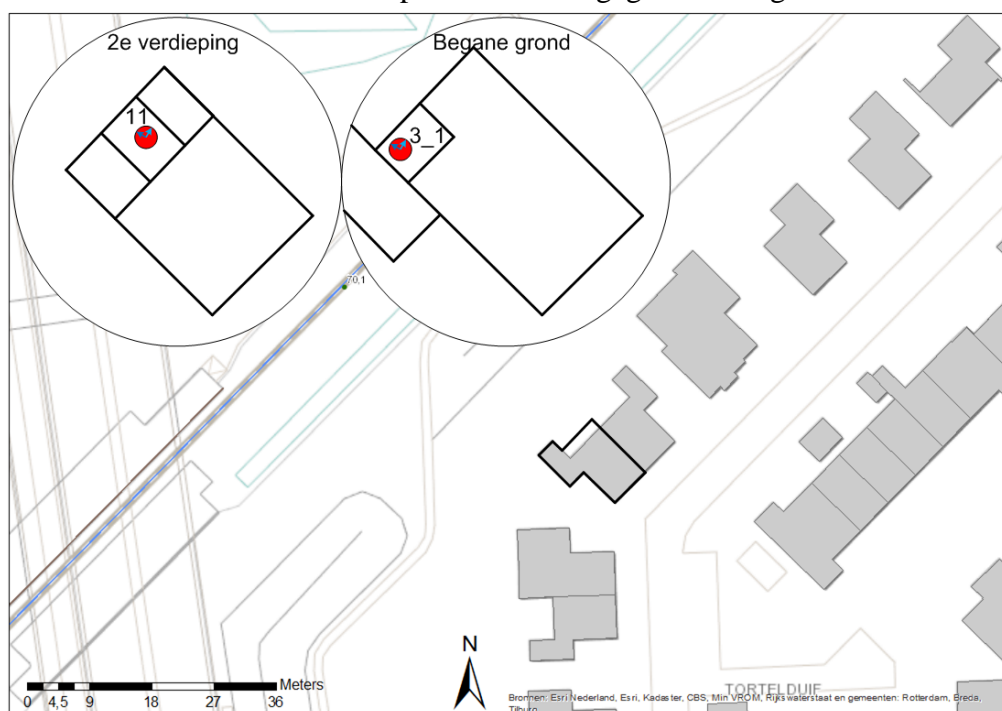 2e verdieping
Begane grond
11
3_1
70,1
N
Meters
0 4,5 9 18 27 36
TORTELDUIF
Bronnen: Esri Nederland, Esri, Kadaster, CBS, Min VROM, Rijkswaterstaat en gemeenten: Rotterdam, Breda,
Tilburg